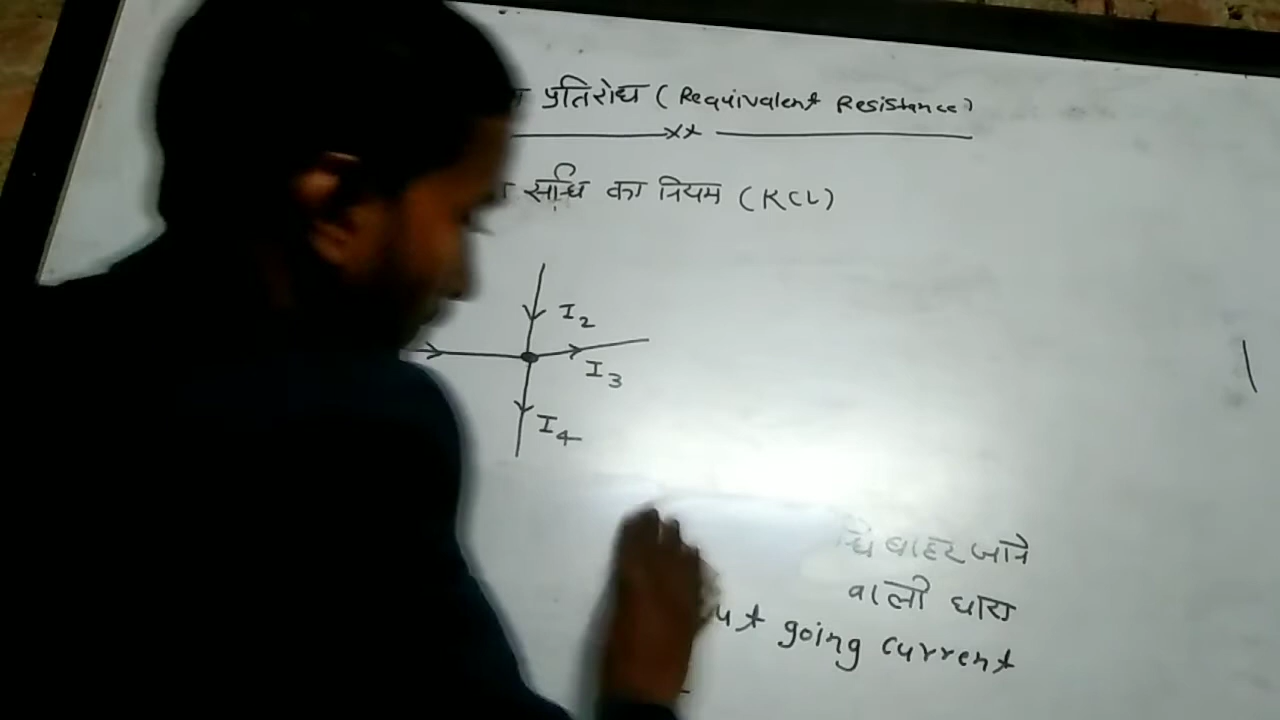 प्रतिरोध (Requivalent Resistance)
संधि का नियम (KCL)
I2
I3
I4
बाहर जाने
वाली धारा
going current